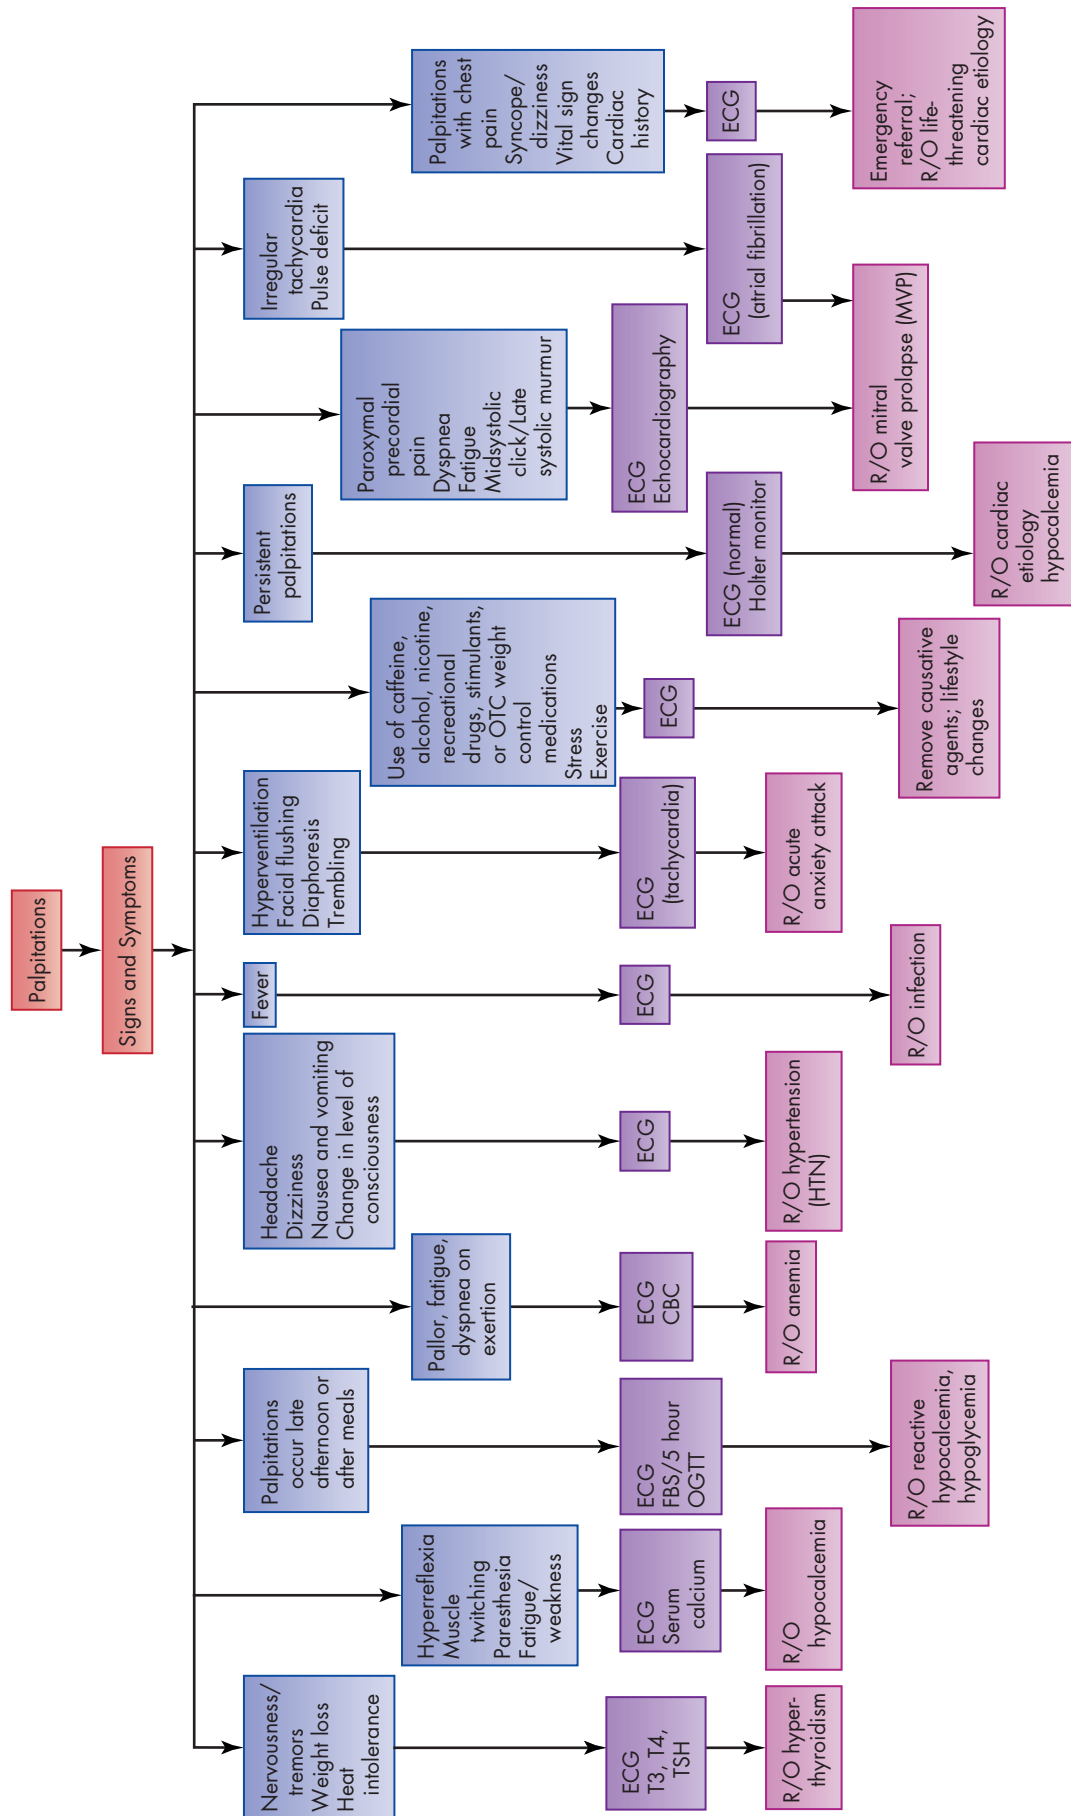 Palpitations
Signs and Symptoms
Nervousness/
tremors
Weight loss
Heat
intolerance
Hyperreflexia
Muscle
twitching
Paresthesia
Fatigue/
weakness
Palpitations
occur late
afternoon or
after meals
Pallor, fatigue,
dyspnea on
exertion
Headache
Dizziness
Nausea and vomiting
Change in level of
consciousness
Fever
Hyperventilation
Facial flushing
Diaphoresis
Trembling
Use of caffeine,
alcohol, nicotine,
recreational
drugs, stimulants,
or OTC weight
control
medications
Stress
Exercise
Persistent
palpitations
Paroxymal
precordial
pain
Dyspnea
Fatigue
Midsystolic
click/Late
systolic murmur
Irregular
tachycardia
Pulse deficit
Palpitations
with chest
pain
Syncope/
dizziness
Vital sign
changes
Cardiac
history
ECG
T3, T4,
TSH
ECG
Serum
calcium
ECG
FBS/5 hour
OGTT
ECG
CBC
ECG
ECG
ECG
(tachycardia)
ECG
ECG (normal)
Holter monitor
ECG
Echocardiography
ECG
(atrial fibrillation)
ECG
R/O hyper-
thyroidism
R/O
hypocalcemia
R/O reactive
hypocalcemia,
hypoglycemia
R/O anemia
R/O hypertension
(HTN)
R/O infection
R/O acute
anxiety attack
Remove causative
agents; lifestyle
changes
R/O cardiac
etiology
hypocalcemia
R/O mitral
valve prolapse (MVP)
Emergency
referral;
R/O life-
threatening
cardiac etiology